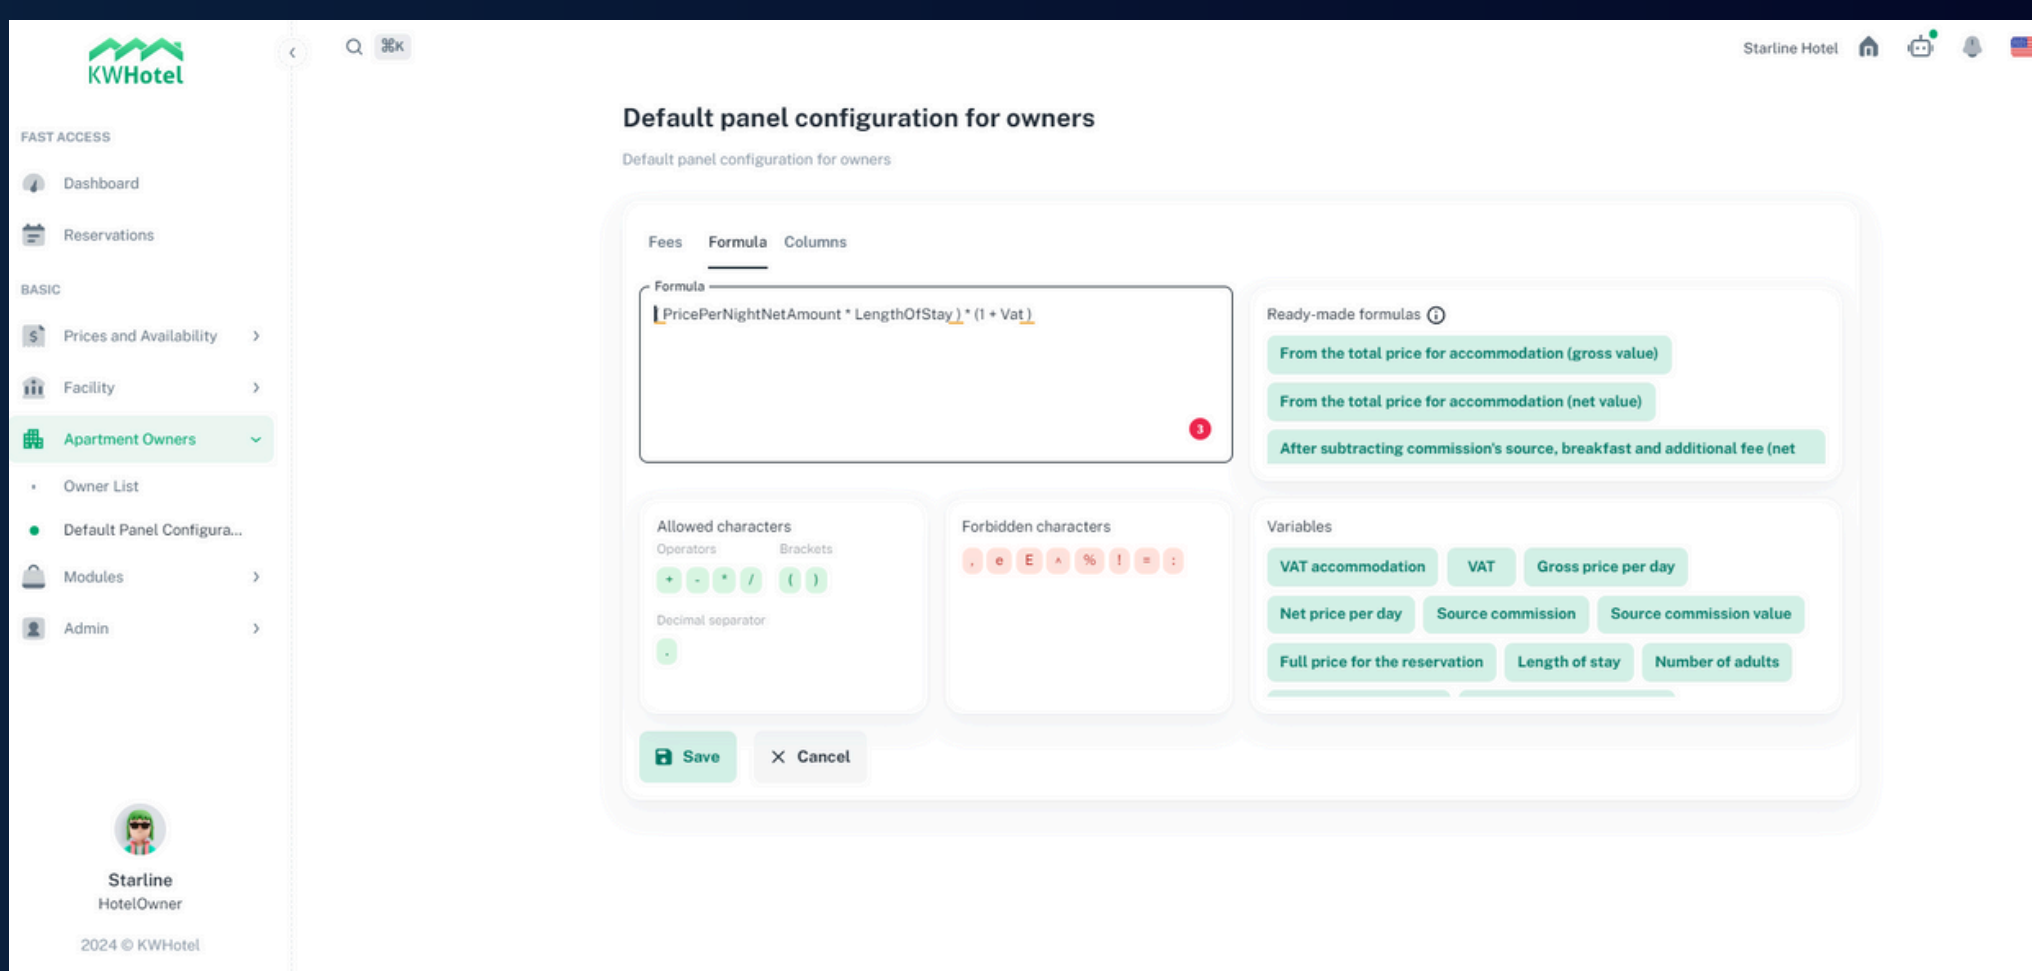 KWHotel
⌘K
Starline Hotel
FAST ACCESS
Dashboard
Reservations
BASIC
Prices and Availability
Facility
Apartment Owners
Owner List
Default Panel Configura...
Modules
Admin
Starline
HotelOwner
2024 © KWHotel
Default panel configuration for owners
Default panel configuration for owners
Fees Formula Columns
Formula
( PricePerNightNetAmount * LengthOfStay ) * (1 + Vat )
3
Ready-made formulas
From the total price for accommodation (gross value)
From the total price for accommodation (net value)
After subtracting commission's source, breakfast and additional fee (net
Allowed characters
Operators Brackets
+ - * / ( )
Decimal separator
.
Forbidden characters
, e E ^ % ! = :
Variables
VAT accommodation VAT Gross price per day
Net price per day Source commission Source commission value
Full price for the reservation Length of stay Number of adults
Save Cancel